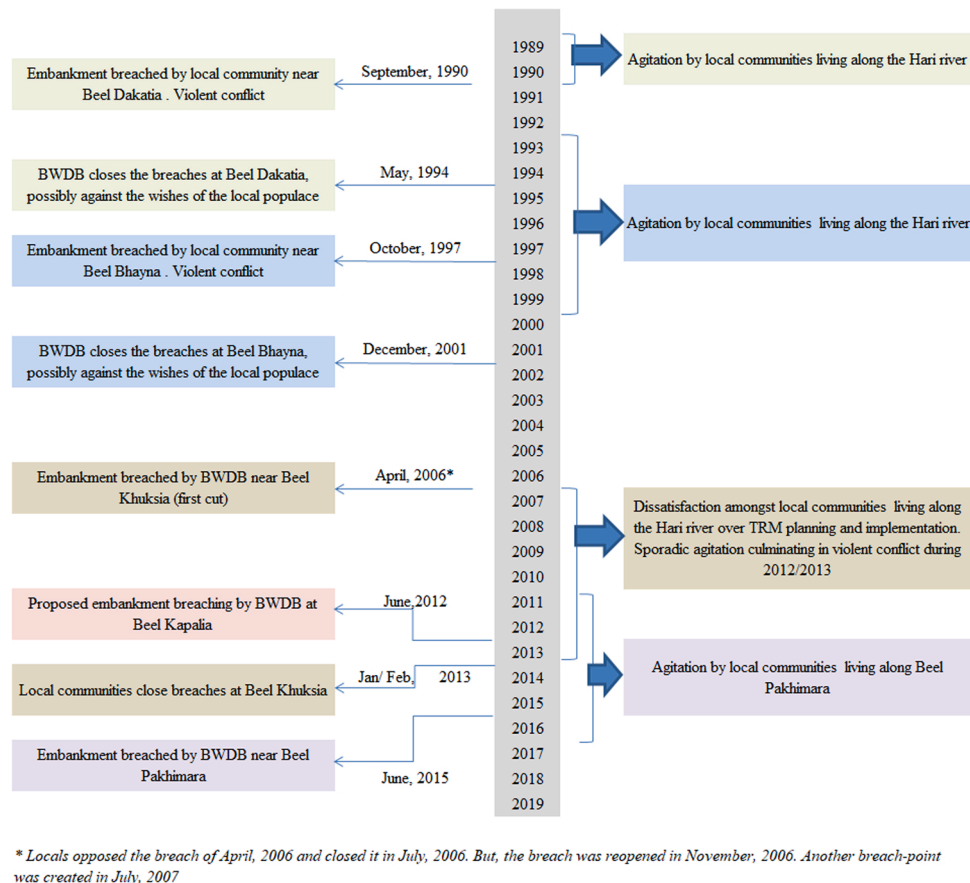 1989
1990
1991
1992
1993
1994
1995
1996
1997
1998
1999
2000
2001
2002
2003
2004
2005
2006
2007
2008
2009
2010
2011
2012
2013
2014
2015
2016
2017
2018
2019
Embankment breached by local community near
Beel Dakatia . Violent conflict
September, 1990
BWDB closes the breaches at Beel Dakatia,
possibly against the wishes of the local populace
May, 1994
Embankment breached by local community near
Beel Bhayna . Violent conflict
October, 1997
BWDB closes the breaches at Beel Bhayna,
possibly against the wishes of the local populace
December, 2001
Embankment breached by BWDB near Beel
Khuksia (first cut)
April, 2006*
Proposed embankment breaching by BWDB at
Beel Kapalia
June,2012
Local communities close breaches at Beel Khuksia
Jan/ Feb, 2013
Embankment breached by BWDB near Beel
Pakhimara
June, 2015
Agitation by local communities living along the Hari river
Agitation by local communities living along the Hari river
Dissatisfaction amongst local communities living along
the Hari river over TRM planning and implementation.
Sporadic agitation culminating in violent conflict during
2012/2013
Agitation by local communities living along Beel
Pakhimara
* Locals opposed the breach of April, 2006 and closed it in July, 2006. But, the breach was reopened in November, 2006. Another breach-point
was created in July, 2007